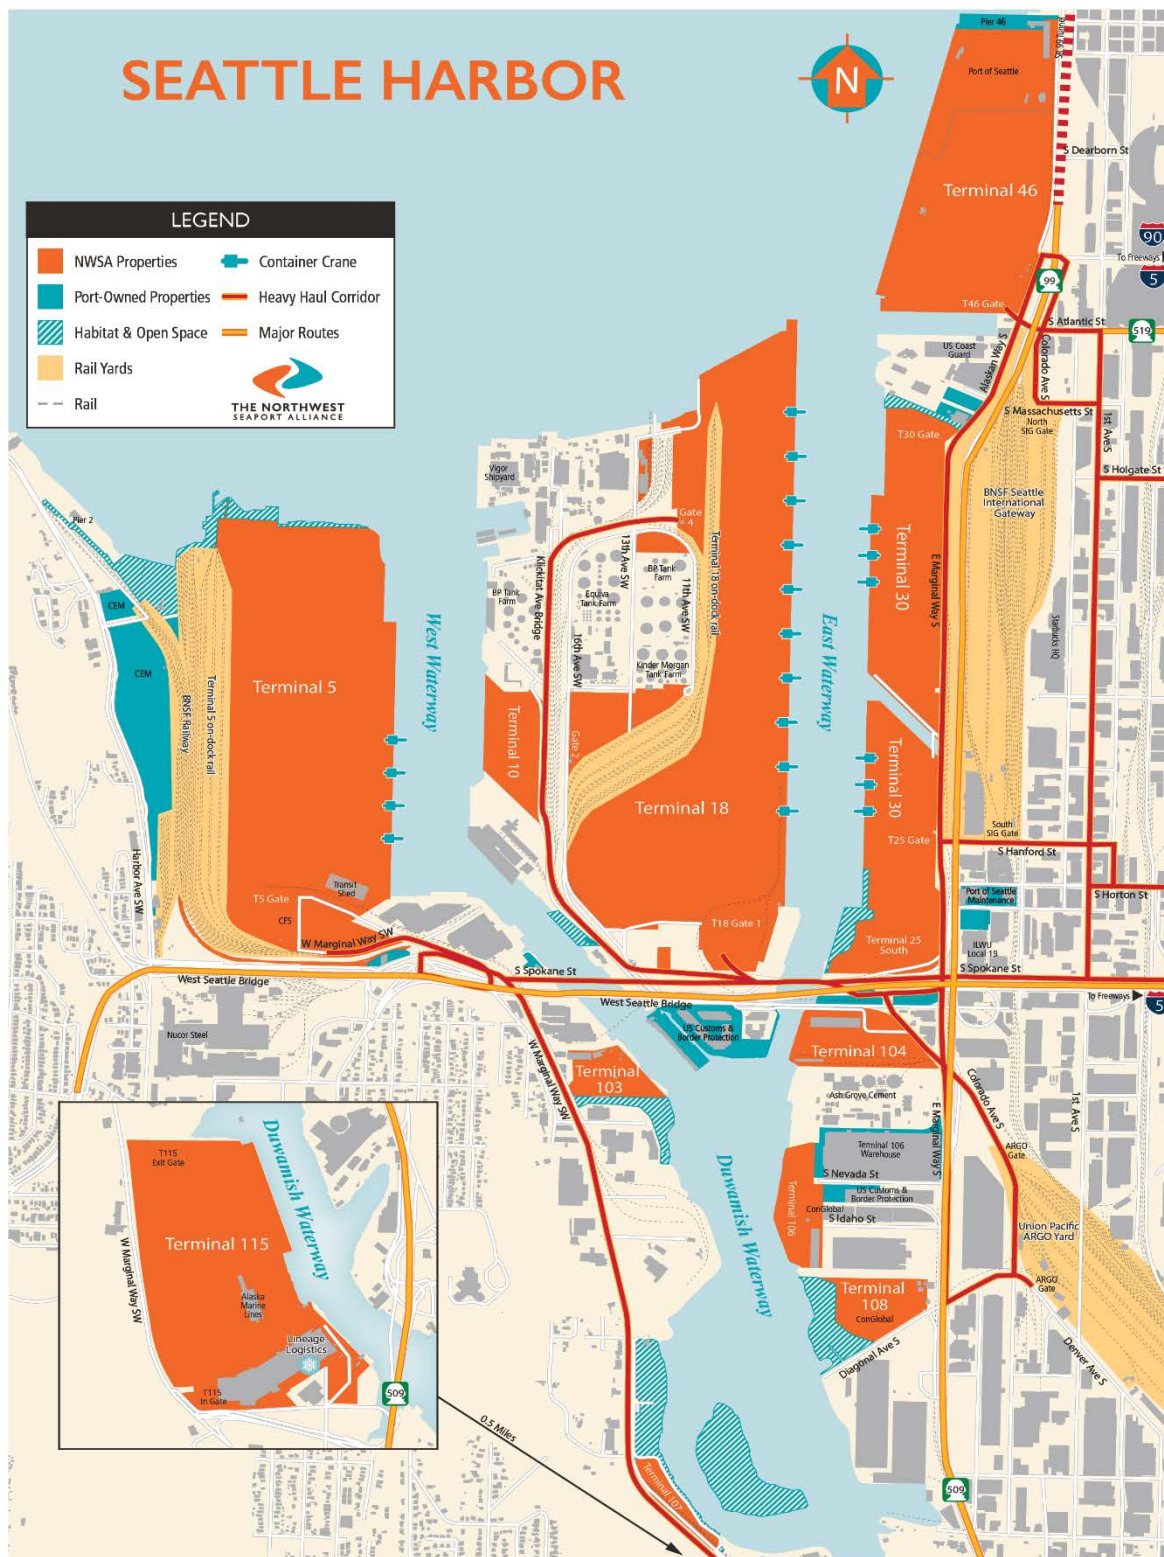 SEATTLE HARBOR
N
LEGEND
NWSA Properties
Container Crane
Port-Owned Properties
Heavy Haul Corridor
Habitat & Open Space
Major Routes
Rail Yards
Rail
THE NORTHWEST
SEAPORT ALLIANCE
Pier 46
Port of Seattle
S Dearborn St
Terminal 46
90
To Freeways
5
99
T46 Gate
S Atlantic St
519
US Coast
Guard
Alaskan Way S
Colorado Ave S
S Massachusetts St
North
SIG Gate
1st Ave S
T30 Gate
S Holgate St
BNSF Seattle
International
Gateway
Terminal 30
E Marginal Way S
Starbucks HQ
Vigor
Shipyard
Gate
4
Pier 2
13th Ave SW
Klickitat Ave Bridge
BP Tank
Farm
Terminal 18 on-dock rail
BP Tank
Farm
Equiva
Tank Farm
11th Ave SW
16th Ave SW
Kinder Morgan
Tank Farm
CEM
CEM
West Waterway
East Waterway
Terminal 5
Terminal 5 on-dock rail
BNSF Railway
Terminal 10
Gate 2
Terminal 18
Terminal 30
T25 Gate
South
SIG Gate
S Hanford St
Harbor Ave SW
Transit
Shed
T5 Gate
CFS
W Marginal Way SW
T18 Gate 1
Port of Seattle
Maintenance
S Horton St
Terminal 25
South
ILWU
Local 19
S Spokane St
S Spokane St
West Seattle Bridge
West Seattle Bridge
To Freeways
5
Nucor Steel
US Customs &
Border Protection
Terminal 104
W Marginal Way SW
Terminal
103
Ash Grove Cement
Colorado Ave S
1st Ave S
E Marginal Way S
Terminal 106
Warehouse
ARGO
Gate
S Nevada St
US Customs &
Border Protection
Terminal 106
ConGlobal
S Idaho St
Union Pacific
ARGO Yard
Duwamish Waterway
Terminal
108
ConGlobal
ARGO
Gate
Diagonal Ave S
Denver Ave S
Duwamish Waterway
T115
Exit Gate
Terminal 115
W Marginal Way SW
Alaska
Marine
Lines
Lineage
Logistics
T115
In Gate
509
0.5 Miles
Terminal 107
509